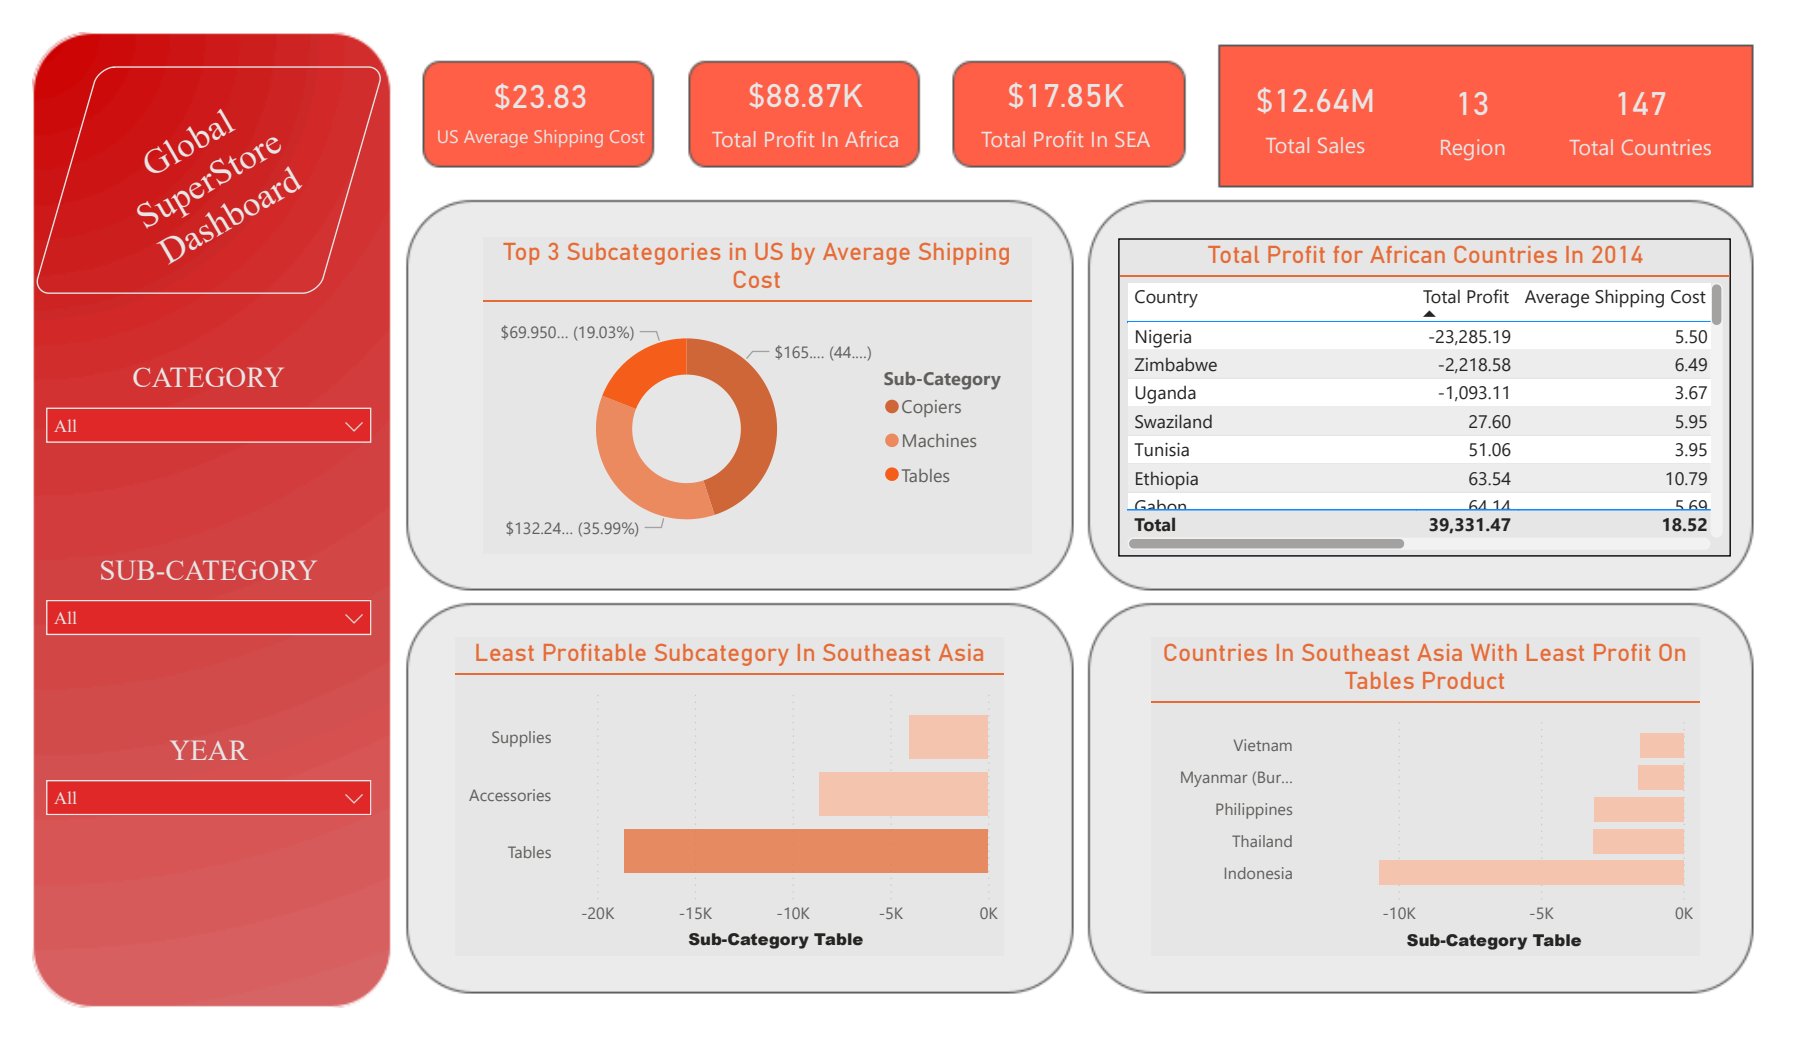 Global
SuperStore
Dashboard
CATEGORY
All
SUB-CATEGORY
All
YEAR
All
$23.83
US Average Shipping Cost
$88.87K
Total Profit In Africa
$17.85K
Total Profit In SEA
$12.64M
Total Sales
13
Region
147
Total Countries
Top 3 Subcategories in US by Average Shipping
Cost
$69.950... (19.03%)
$165.... (44....)
$132.24... (35.99%)
Sub-Category
Copiers
Machines
Tables
Total Profit for African Countries In 2014
Country Total Profit Average Shipping Cost
Nigeria -23,285.19 5.50
Zimbabwe -2,218.58 6.49
Uganda -1,093.11 3.67
Swaziland 27.60 5.95
Tunisia 51.06 3.95
Ethiopia 63.54 10.79
Gabon 64.14 5.69
Total 39,331.47 18.52
Least Profitable Subcategory In Southeast Asia
Supplies
Accessories
Tables
-20K -15K -10K -5K 0K
Sub-Category Table
Countries In Southeast Asia With Least Profit On
Tables Product
Vietnam
Myanmar (Bur...
Philippines
Thailand
Indonesia
-10K -5K 0K
Sub-Category Table